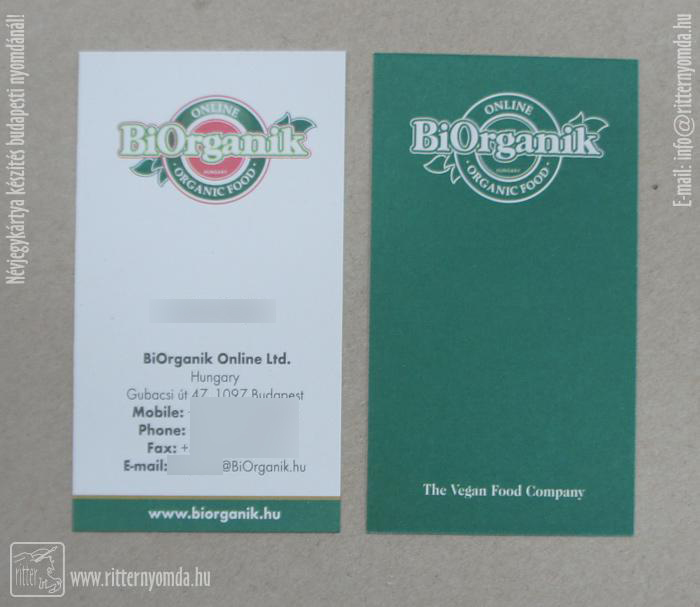 Névjegykártya készítés budapesti nyomdánál!
E-mail: info@ritternyomda.hu
ONLINE
BiOrganik
HUNGARY
· ORGANIC FOOD ·
BiOrganik Online Ltd.
Hungary
Gubacsi út 47, 1097 Budapest
Mobile:
Phone:
Fax: +
E-mail: @BiOrganik.hu
www.biorganik.hu
ONLINE
BiOrganik
HUNGARY
· ORGANIC FOOD ·
The Vegan Food Company
ritter
www.ritternyomda.hu